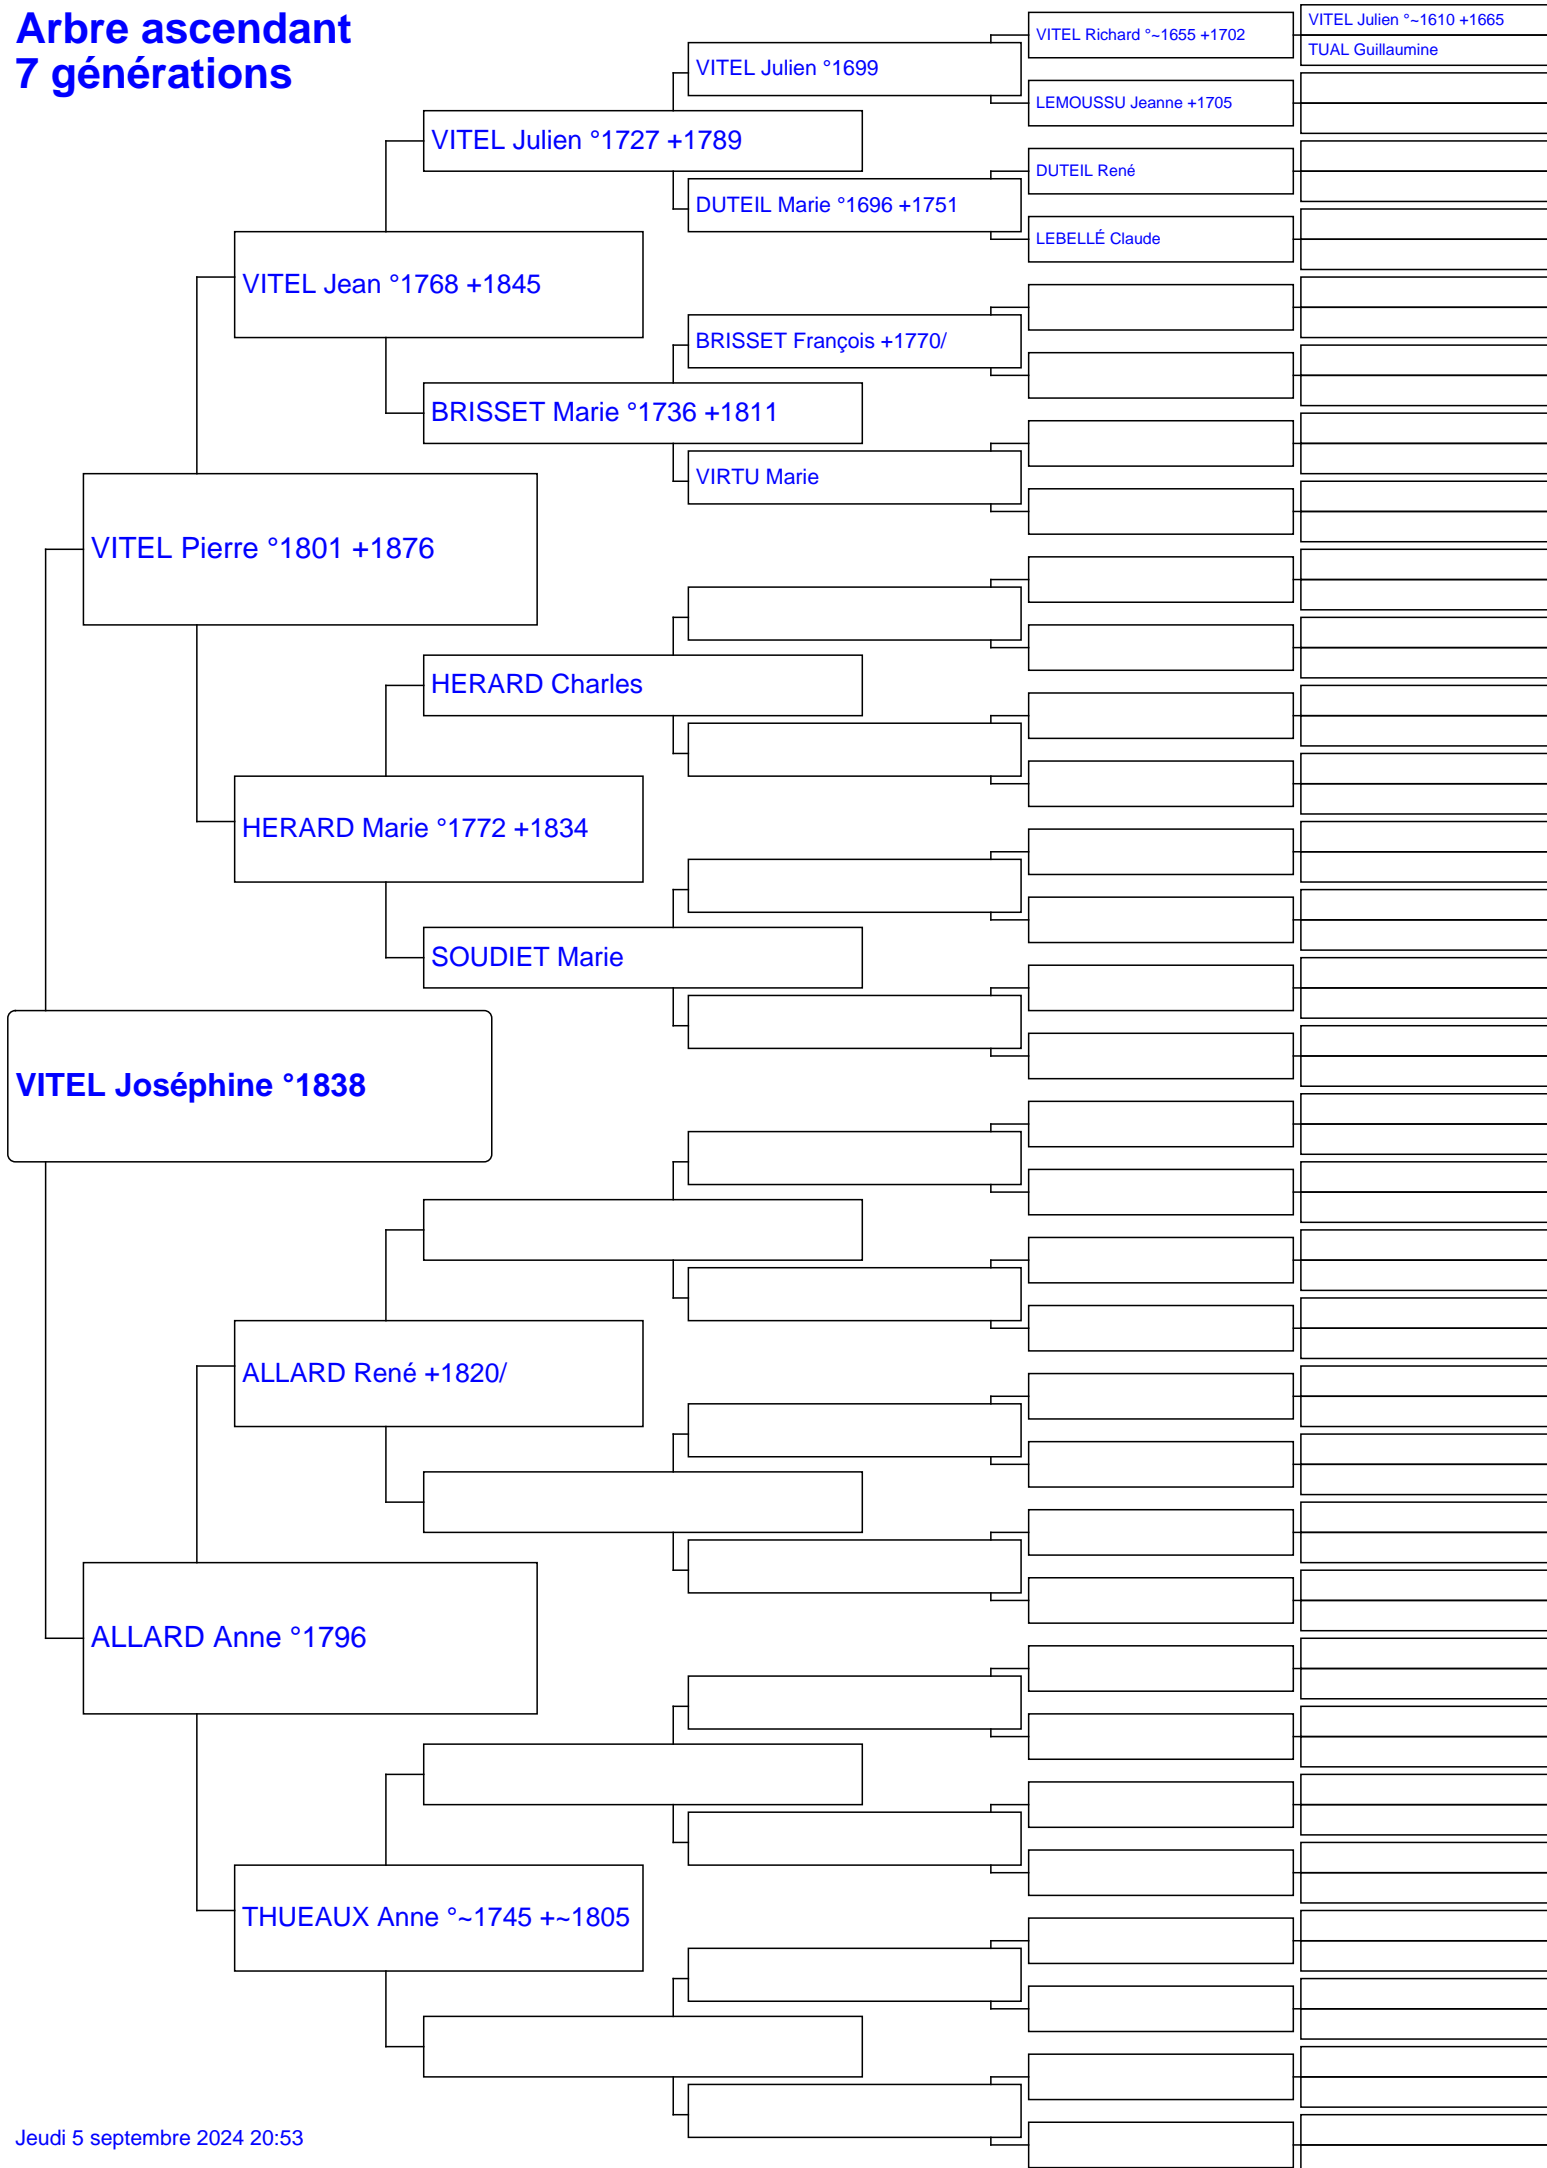 Arbre ascendant
7 générations
VITEL Julien °~1610 +1665
VITEL Richard °~1655 +1702
TUAL Guillaumine
VITEL Julien °1699
LEMOUSSU Jeanne +1705
VITEL Julien °1727 +1789
DUTEIL René
DUTEIL Marie °1696 +1751
LEBELLÉ Claude
VITEL Jean °1768 +1845
BRISSET François +1770/
BRISSET Marie °1736 +1811
VIRTU Marie
VITEL Pierre °1801 +1876
HERARD Charles
HERARD Marie °1772 +1834
SOUDIET Marie
VITEL Joséphine °1838
ALLARD René +1820/
ALLARD Anne °1796
THUEAUX Anne °~1745 +~1805
Jeudi 5 septembre 2024 20:53